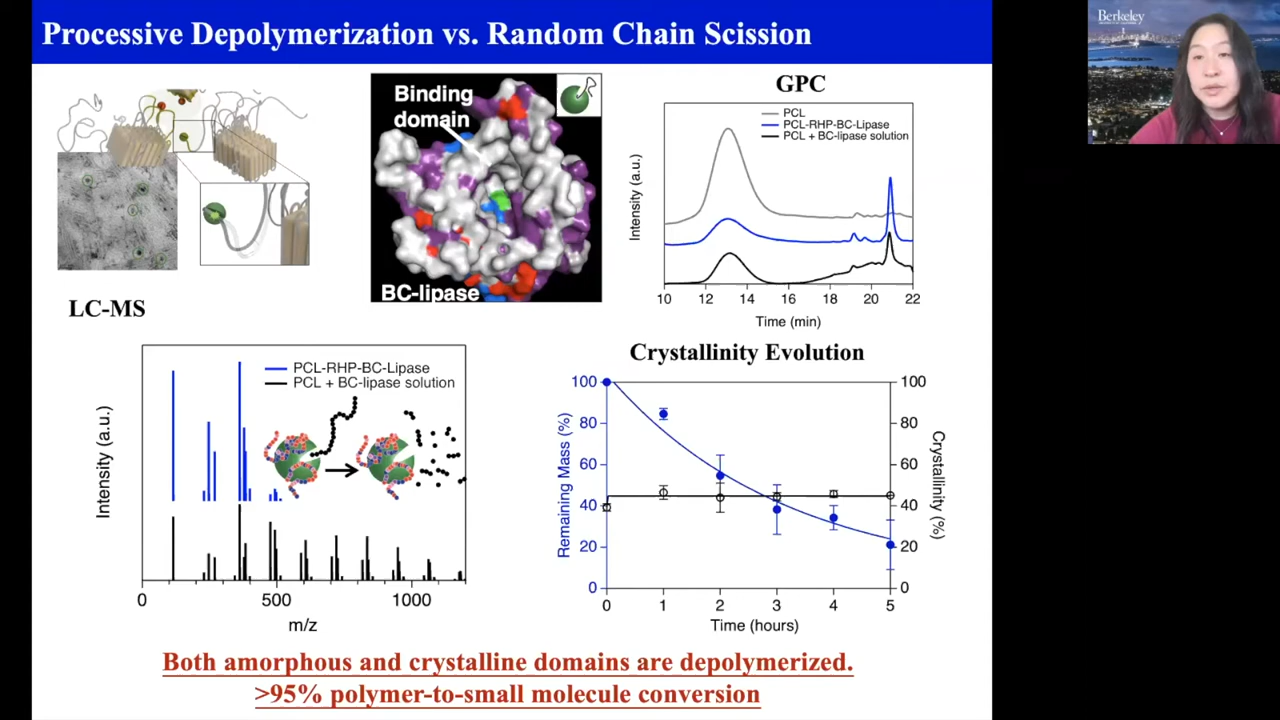 Processive Depolymerization vs. Random Chain Scission
Berkeley
Binding
domain
BC-lipase
GPC
PCL
PCL-RHP-BC-Lipase
PCL + BC-lipase solution
Intensity (a.u.)
10 12 14 16 18 20 22
Time (min)
LC-MS
PCL-RHP-BC-Lipase
PCL + BC-lipase solution
Intensity (a.u.)
0 500 1000
m/z
Crystallinity Evolution
Remaining Mass (%)
100
80
60
40
20
0
100
80
60
40
20
0
Crystallinity (%)
0 1 2 3 4 5
Time (hours)
Both amorphous and crystalline domains are depolymerized.
>95% polymer-to-small molecule conversion